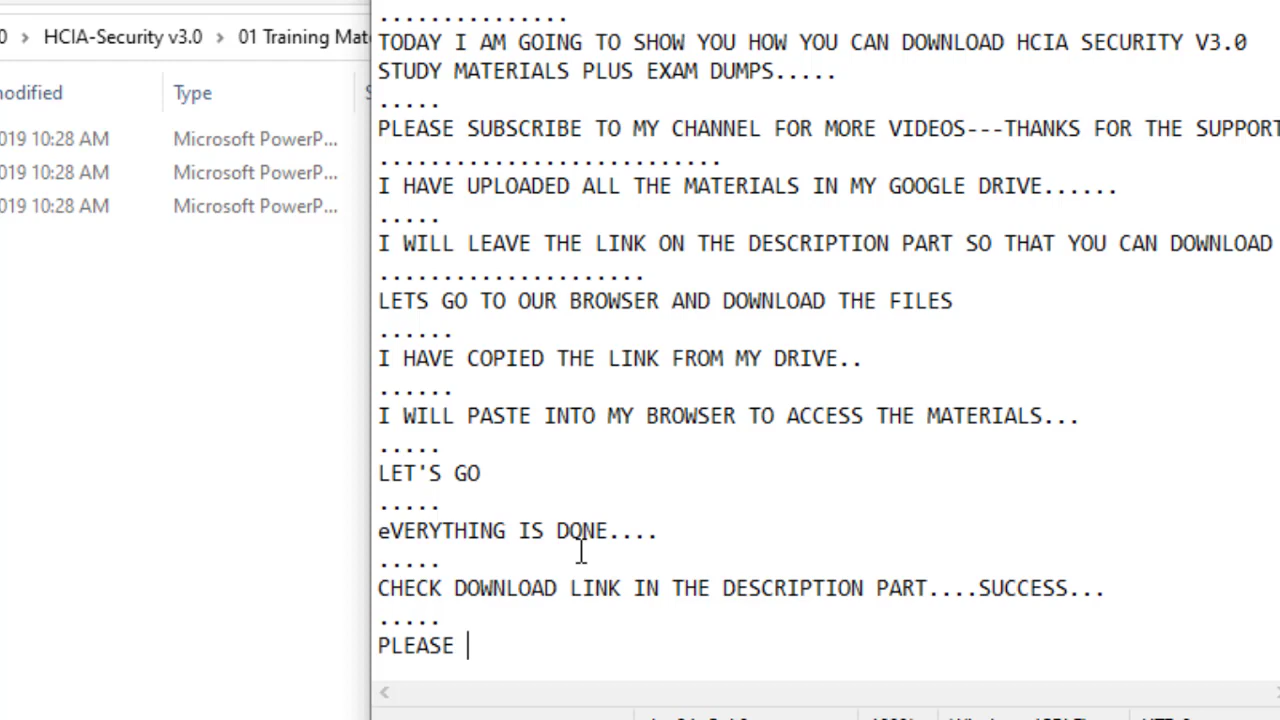 0 > HCIA-Security v3.0 > 01 Training Mat
modified Type
019 10:28 AM Microsoft PowerP...
019 10:28 AM Microsoft PowerP...
019 10:28 AM Microsoft PowerP...
...............
TODAY I AM GOING TO SHOW YOU HOW YOU CAN DOWNLOAD HCIA SECURITY V3.0
STUDY MATERIALS PLUS EXAM DUMPS.....
.....
PLEASE SUBSCRIBE TO MY CHANNEL FOR MORE VIDEOS---THANKS FOR THE SUPPORT
...........................
I HAVE UPLOADED ALL THE MATERIALS IN MY GOOGLE DRIVE......
.....
I WILL LEAVE THE LINK ON THE DESCRIPTION PART SO THAT YOU CAN DOWNLOAD
.....................
LETS GO TO OUR BROWSER AND DOWNLOAD THE FILES
......
I HAVE COPIED THE LINK FROM MY DRIVE..
......
I WILL PASTE INTO MY BROWSER TO ACCESS THE MATERIALS...
.....
LET'S GO
.....
eVERYTHING IS DONE....
.....
CHECK DOWNLOAD LINK IN THE DESCRIPTION PART....SUCCESS...
.....
PLEASE